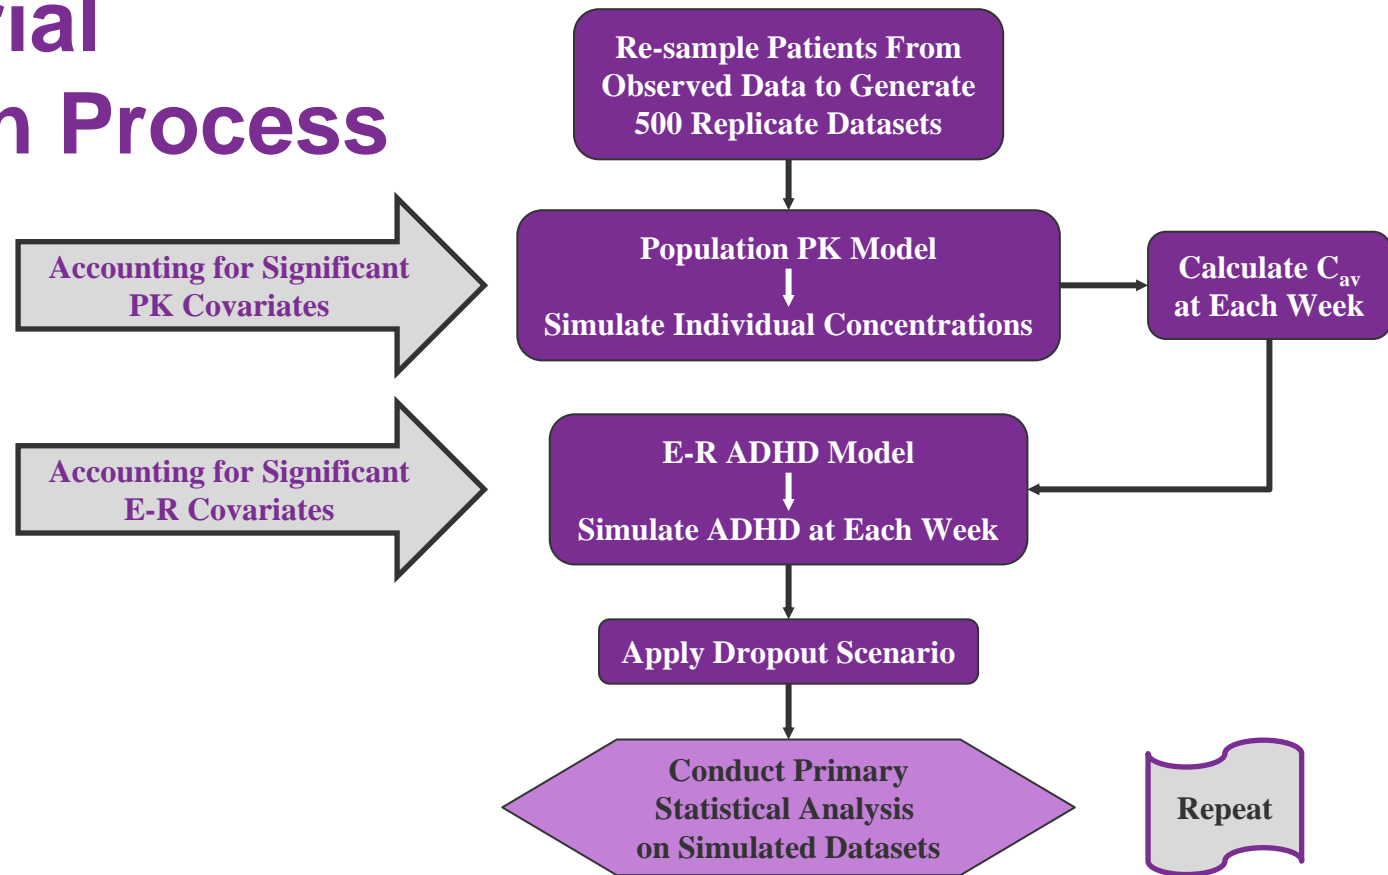 Process
Re-sample Patients From
Observed Data to Generate
500 Replicate Datasets
Accounting for Significant
PK Covariates
Population PK Model
Simulate Individual Concentrations
Calculate Cav
at Each Week
Accounting for Significant
E-R Covariates
E-R ADHD Model
Simulate ADHD at Each Week
Apply Dropout Scenario
Conduct Primary
Statistical Analysis
on Simulated Datasets
Repeat